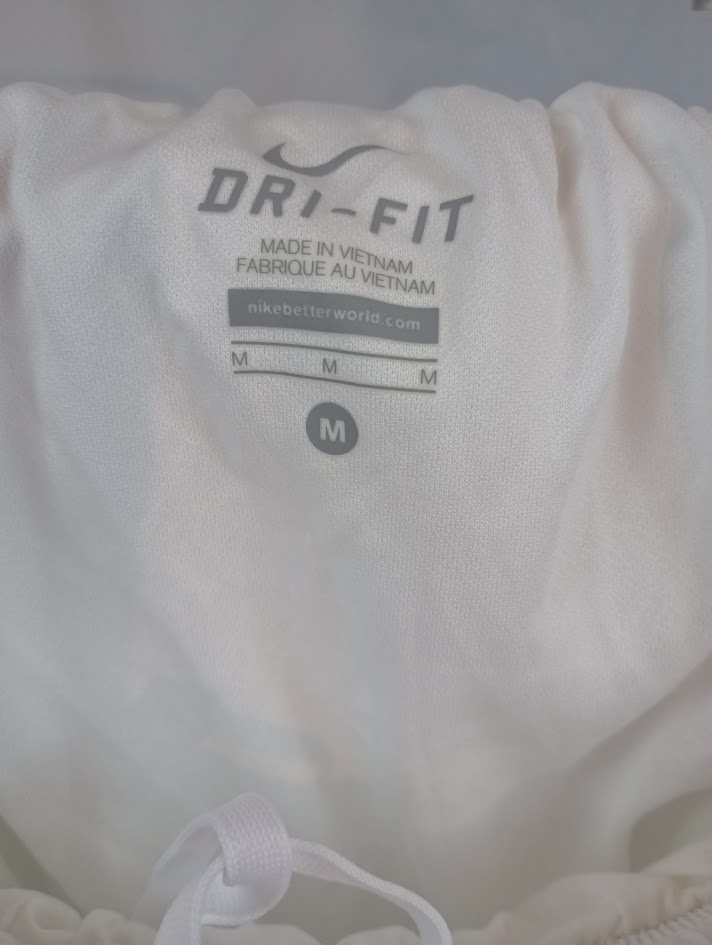 DRI-FIT
MADE IN VIETNAM
FABRIQUE AU VIETNAM
nikebetterworld.com
M M M
M